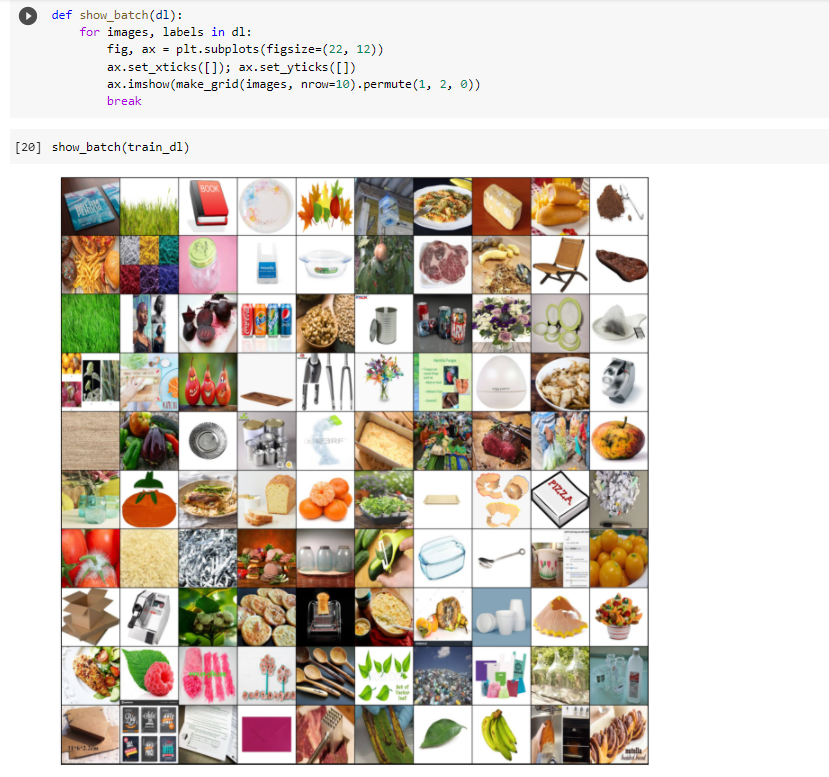 def show_batch(dl):
    for images, labels in dl:
        fig, ax = plt.subplots(figsize=(22, 12))
        ax.set_xticks([]); ax.set_yticks([])
        ax.imshow(make_grid(images, nrow=10).permute(1, 2, 0))
        break
[20] show_batch(train_dl)
BOOK
PIZZA
nutella